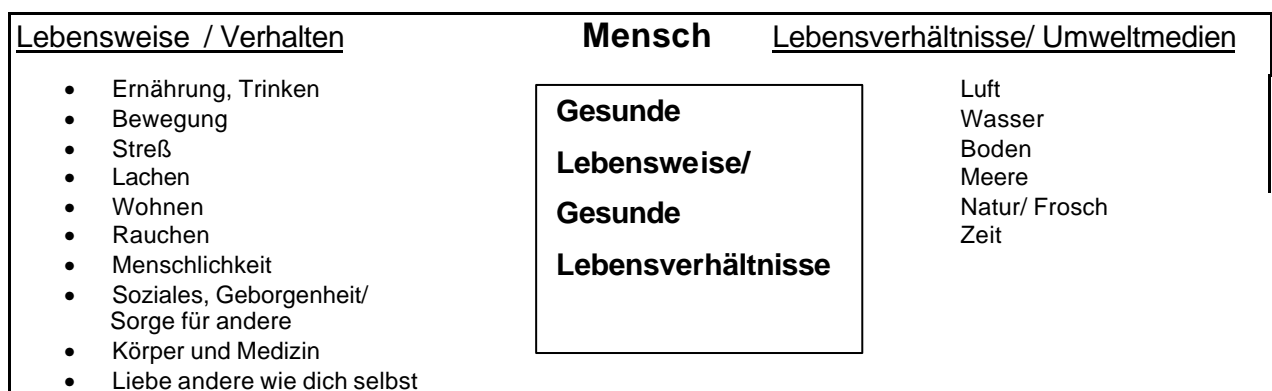 Lebensweise / Verhalten
Mensch
Lebensverhältnisse/ Umweltmedien
• Ernährung, Trinken
• Bewegung
• Streß
• Lachen
• Wohnen
• Rauchen
• Menschlichkeit
• Soziales, Geborgenheit/
Sorge für andere
• Körper und Medizin
• Liebe andere wie dich selbst
Gesunde
Lebensweise/
Gesunde
Lebensverhältnisse
Luft
Wasser
Boden
Meere
Natur/ Frosch
Zeit